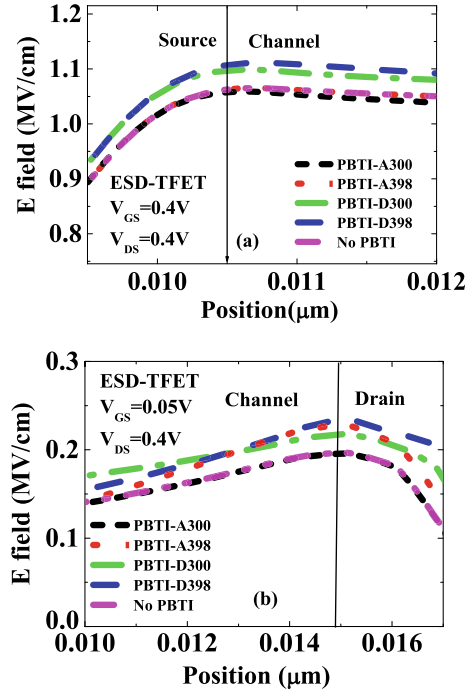 Source Channel
1.2
1.1
1.0
0.9
0.8
E field (MV/cm)
ESD-TFET
V_GS=0.4V
V_DS=0.4V
(a)
PBTI-A300
PBTI-A398
PBTI-D300
PBTI-D398
No PBTI
0.010 0.011 0.012
Position(μm)
0.3
0.2
0.1
0.0
E field (MV/cm)
ESD-TFET
V_GS=0.05V
V_DS=0.4V
Channel Drain
PBTI-A300
PBTI-A398
PBTI-D300
PBTI-D398
No PBTI
(b)
0.010 0.012 0.014 0.016
Position (μm)